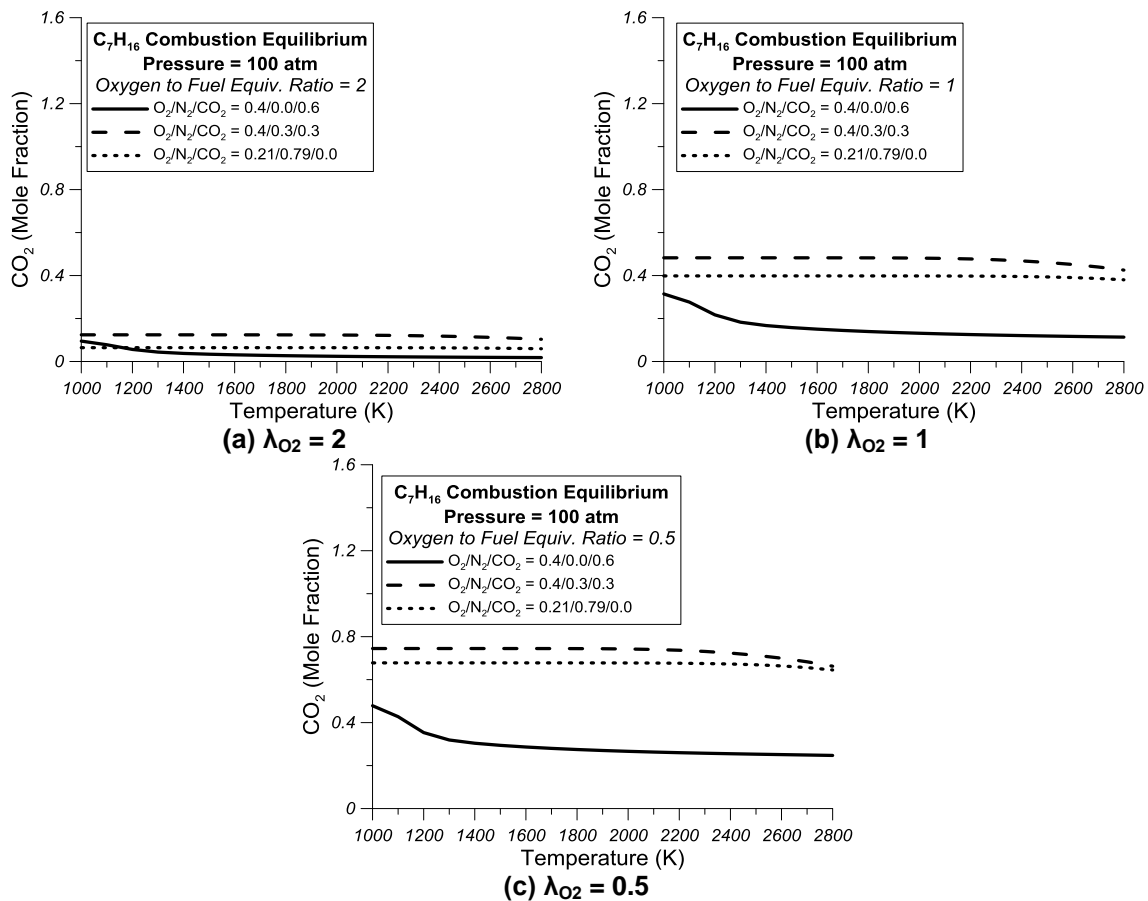 C₇H₁₆ Combustion Equilibrium
Pressure = 100 atm
Oxygen to Fuel Equiv. Ratio = 2
O₂/N₂/CO₂ = 0.4/0.0/0.6
O₂/N₂/CO₂ = 0.4/0.3/0.3
O₂/N₂/CO₂ = 0.21/0.79/0.0
CO₂ (Mole Fraction)
1.6
1.2
0.8
0.4
0
1000 1200 1400 1600 1800 2000 2200 2400 2600 2800
Temperature (K)
(a) λO2 = 2
C₇H₁₆ Combustion Equilibrium
Pressure = 100 atm
Oxygen to Fuel Equiv. Ratio = 1
O₂/N₂/CO₂ = 0.4/0.0/0.6
O₂/N₂/CO₂ = 0.4/0.3/0.3
O₂/N₂/CO₂ = 0.21/0.79/0.0
CO₂ (Mole Fraction)
1.6
1.2
0.8
0.4
0
1000 1200 1400 1600 1800 2000 2200 2400 2600 2800
Temperature (K)
(b) λO2 = 1
C₇H₁₆ Combustion Equilibrium
Pressure = 100 atm
Oxygen to Fuel Equiv. Ratio = 0.5
O₂/N₂/CO₂ = 0.4/0.0/0.6
O₂/N₂/CO₂ = 0.4/0.3/0.3
O₂/N₂/CO₂ = 0.21/0.79/0.0
CO₂ (Mole Fraction)
1.6
1.2
0.8
0.4
0
1000 1200 1400 1600 1800 2000 2200 2400 2600 2800
Temperature (K)
(c) λO2 = 0.5